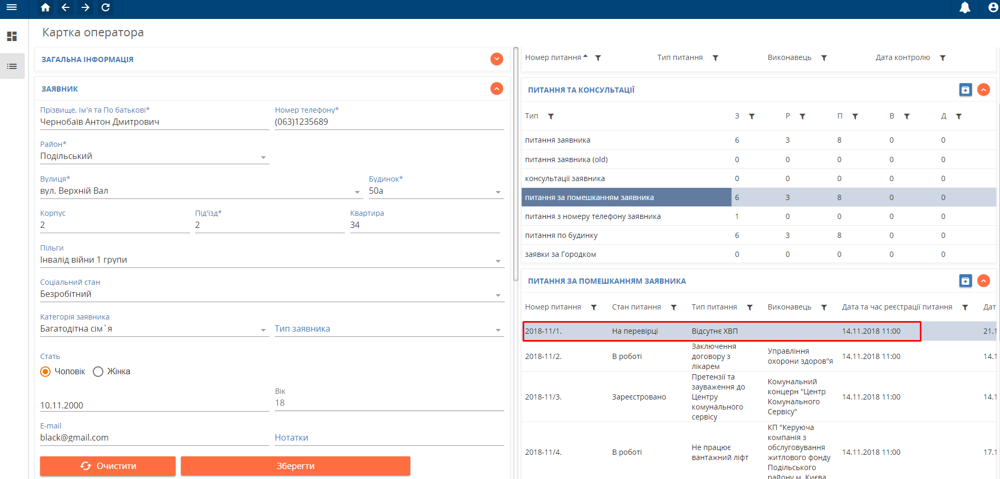 Картка оператора
ЗАГАЛЬНА ІНФОРМАЦІЯ
ЗАЯВНИК
Прізвище, Ім'я та По батькові*
Номер телефону*
Чернобаїв Антон Дмитрович
(063)1235689
Район*
Подільський
Вулиця*
Будинок*
вул. Верхній Вал
50а
Корпус
Під'їзд*
Квартира
2
2
34
Пільги
Інвалід війни 1 групи
Соціальний стан
Безробітний
Категорія заявника
Багатодітна сім`я
Тип заявника
Стать
Чоловік
Жінка
Вік
10.11.2000
18
E-mail
black@gmail.com
Нотатки
Очистити
Зберегти
Номер питання
Тип питання
Виконавець
Дата контролю
ПИТАННЯ ТА КОНСУЛЬТАЦІЇ
Тип З Р П В Д
питання заявника 6 3 8 0 0
питання заявника (old) 0 0 0 0 0
консультації заявника 0 0 0 0 0
питання за помешканням заявника 6 3 8 0 0
питання з номеру телефону заявника 1 0 0 0 0
питання по будинку 6 3 8 0 0
заявки за Городком 0 0 0 0 0
ПИТАННЯ ЗА ПОМЕШКАННЯМ ЗАЯВНИКА
Номер питання
Стан питання
Тип питання
Виконавець
Дата та час реєстрації питання
Дат
2018-11/1.
На перевірці
Відсутнє ХВП
14.11.2018 11:00
21.1
2018-11/2.
В роботі
Заключення
договору з
лікарем
Управління
охорони здоров"я
14.11.2018 11:00
14.1
2018-11/3.
Зареєстровано
Претензії та
зауваження до
Центру
комунального
сервісу
Комунальний
концерн "Центр
Комунального
Сервісу"
14.11.2018 11:00
14.1
2018-11/4.
В роботі
Не працює
вантажний ліфт
КП "Керуюча
компанія з
обслуговування
житлового фонду
Подільського
району м. Києва
14.11.2018 11:00
17.1